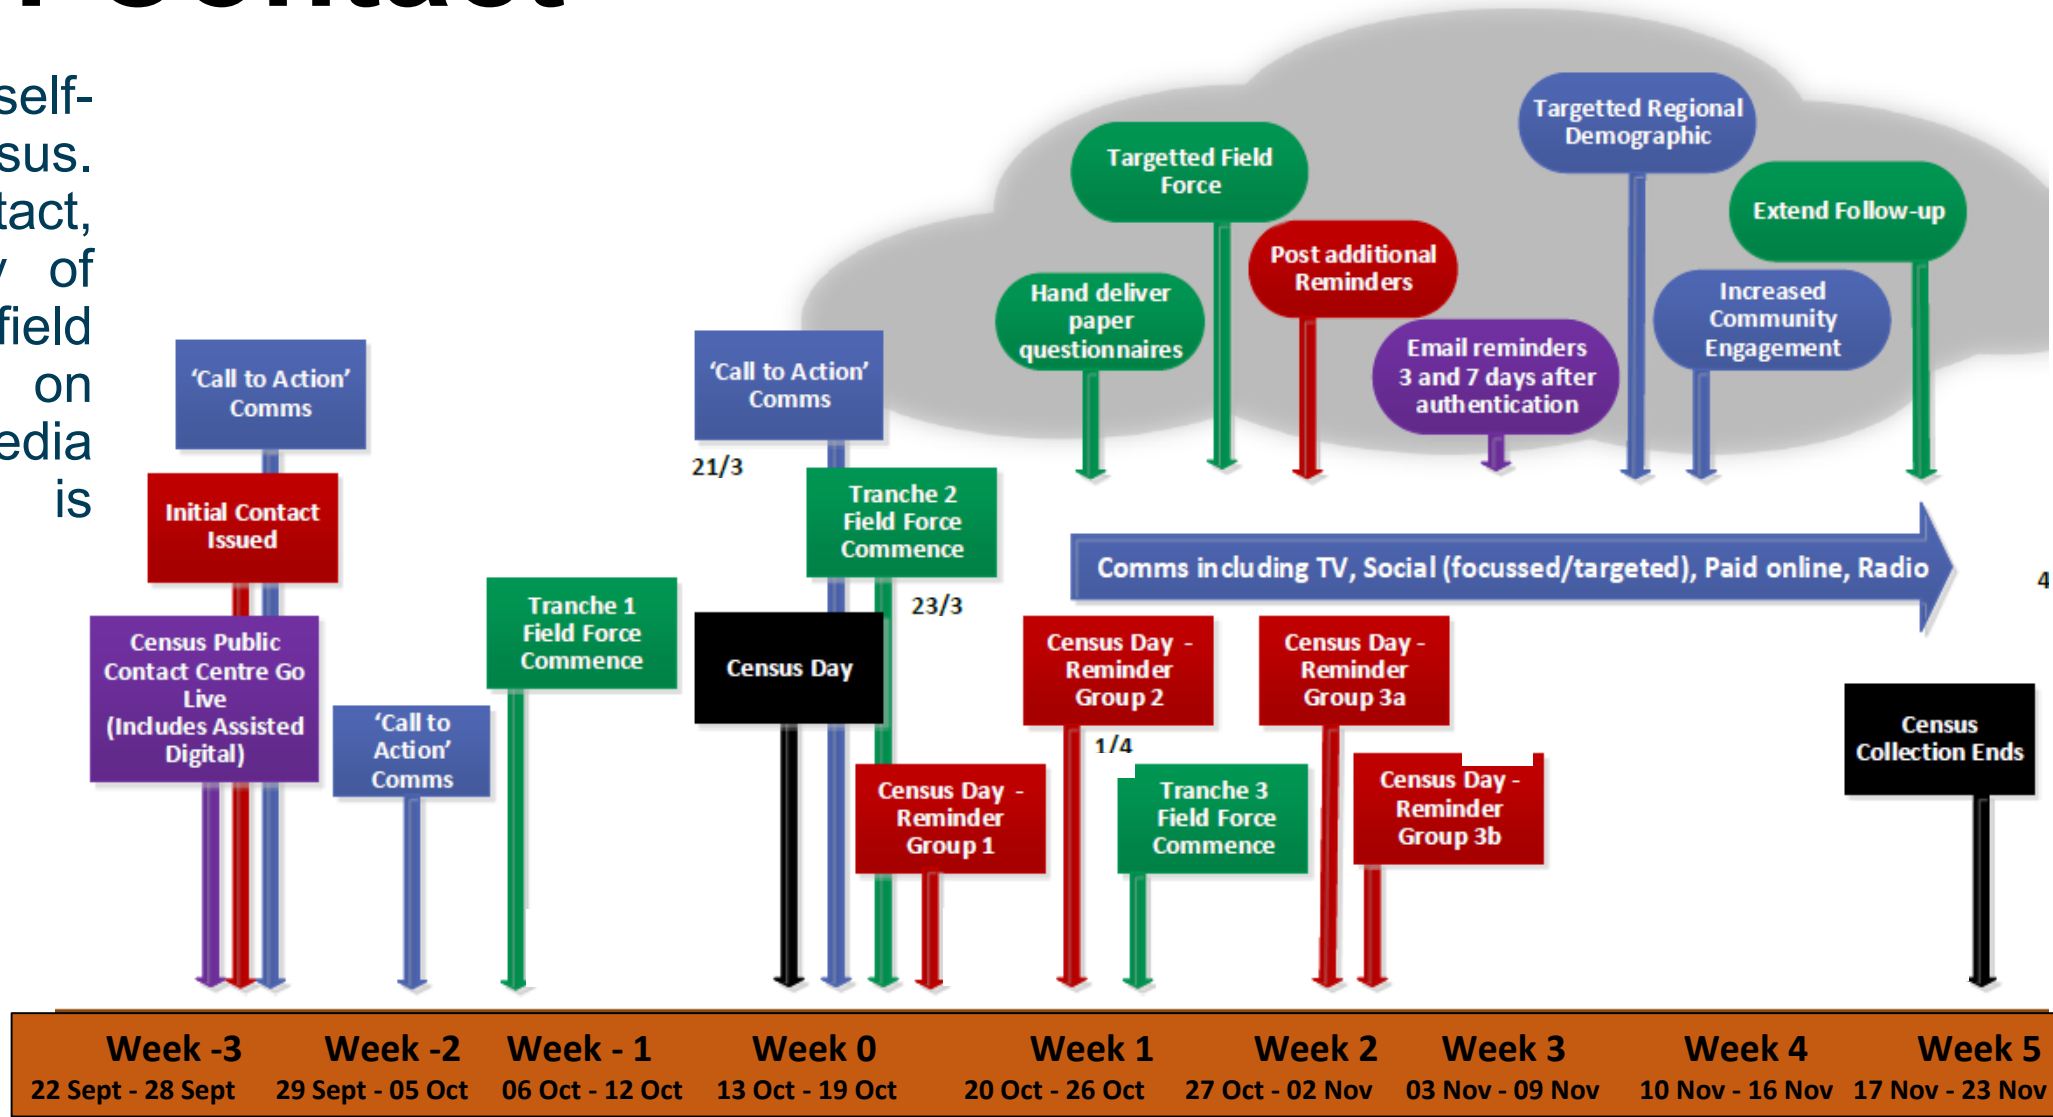 self-
sus.
tact,
of
field
on
edia
is
Targetted Regional
Demographic
Targetted Field
Force
Extend Follow-up
Post additional
Reminders
Hand deliver
paper
questionnaires
Increased
Community
Engagement
Email reminders
3 and 7 days after
authentication
‘Call to Action’
Comms
‘Call to Action’
Comms
21/3
Initial Contact
Issued
Tranche 2
Field Force
Commence
23/3
Comms including TV, Social (focussed/targeted), Paid online, Radio
4
Tranche 1
Field Force
Commence
Census Public
Contact Centre Go
Live
(Includes Assisted
Digital)
Census Day
Census Day -
Reminder
Group 2
1/4
Census Day -
Reminder
Group 3a
‘Call to
Action’
Comms
Census
Collection Ends
Census Day -
Reminder
Group 1
Tranche 3
Field Force
Commence
Census Day -
Reminder
Group 3b
Week -3 Week -2 Week - 1 Week 0 Week 1 Week 2 Week 3 Week 4 Week 5
22 Sept - 28 Sept 29 Sept - 05 Oct 06 Oct - 12 Oct 13 Oct - 19 Oct 20 Oct - 26 Oct 27 Oct - 02 Nov 03 Nov - 09 Nov 10 Nov - 16 Nov 17 Nov - 23 Nov